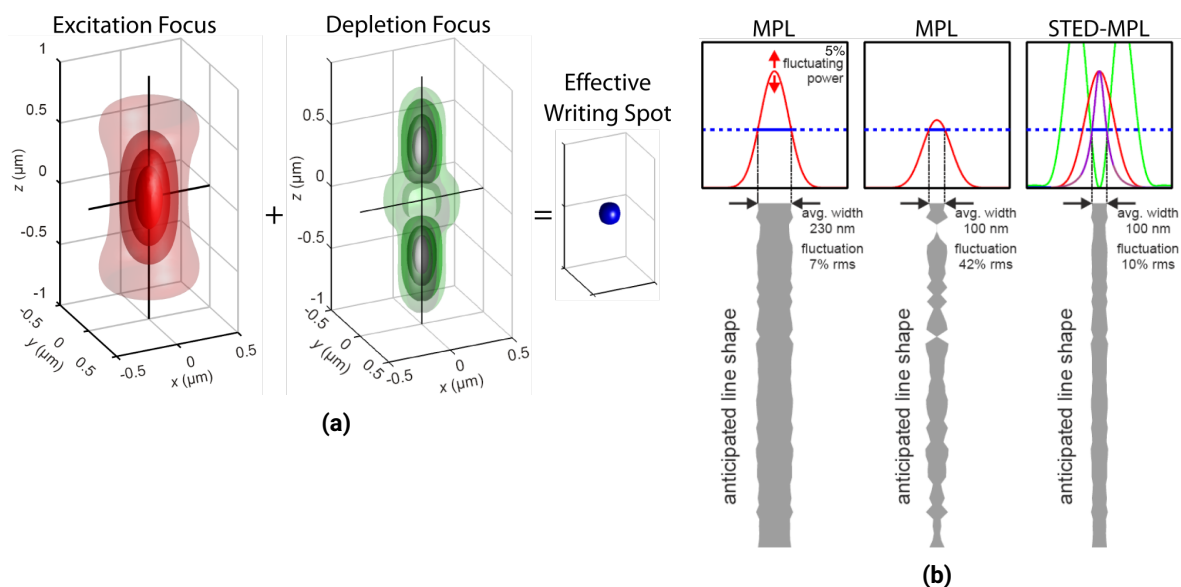 Excitation Focus
1
0.5
0
-0.5
-1
z (µm)
-0.5
0
0.5
y (µm)
-0.5
0
0.5
x (µm)
+
Depletion Focus
1
0.5
0
-0.5
-1
z (µm)
-0.5
0
0.5
y (µm)
-0.5
0
0.5
x (µm)
=
Effective
Writing Spot
(a)
MPL
5%
fluctuating
power
avg. width
230 nm
fluctuation
7% rms
anticipated line shape
MPL
avg. width
100 nm
fluctuation
42% rms
anticipated line shape
STED-MPL
avg. width
100 nm
fluctuation
10% rms
anticipated line shape
(b)